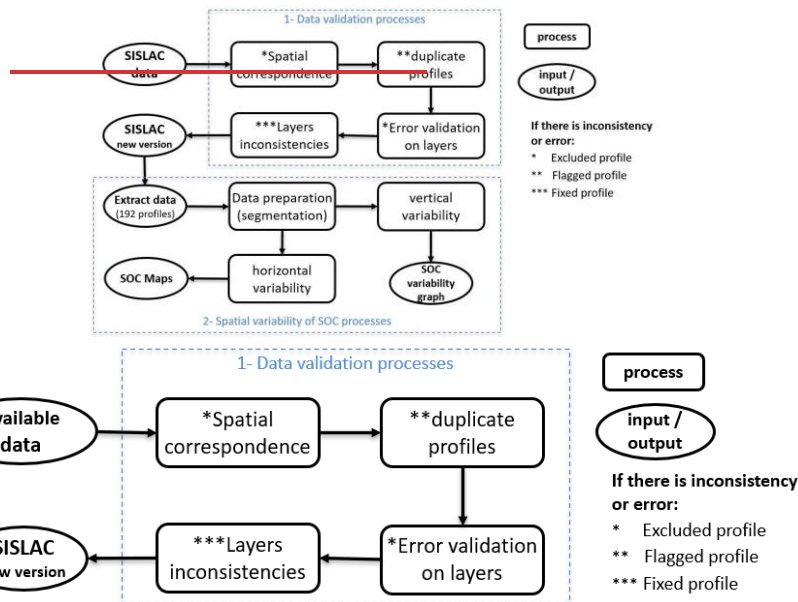 1- Data validation processes
SISLAC
data
*Spatial
correspondence
**duplicate
profiles
process
input /
output
SISLAC
new version
***Layers
inconsistencies
*Error validation
on layers
If there is inconsistency
or error:
* Excluded profile
** Flagged profile
*** Fixed profile
Extract data
(192 profiles)
Data preparation
(segmentation)
vertical
variability
SOC Maps
horizontal
variability
SOC
variability
graph
2- Spatial variability of SOC processes
1- Data validation processes
vailable
data
*Spatial
correspondence
**duplicate
profiles
process
input /
output
SISLAC
w version
***Layers
inconsistencies
*Error validation
on layers
If there is inconsistency
or error:
* Excluded profile
** Flagged profile
*** Fixed profile